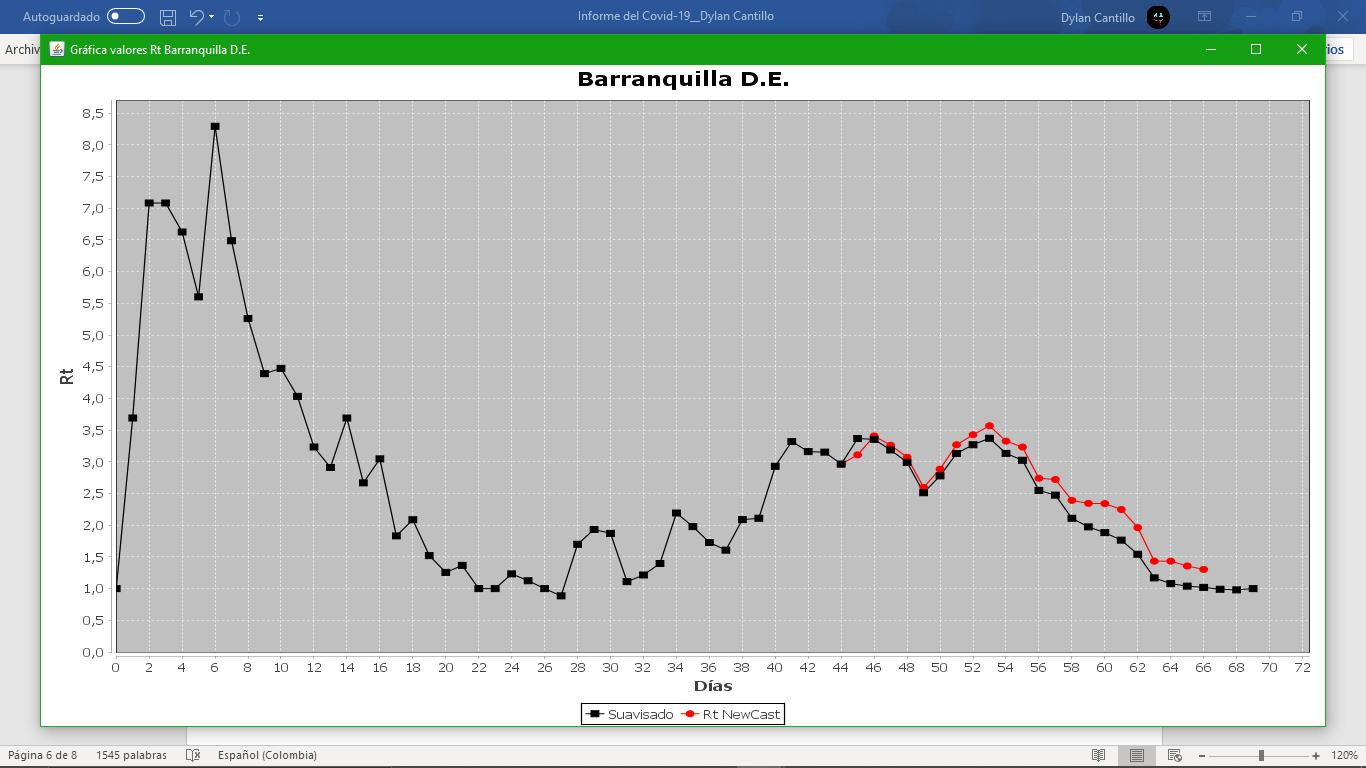 Autoguardado
Informe del Covid-19__Dylan Cantillo
Dylan Cantillo
Archiv
Gráfica valores Rt Barranquilla D.E.
rios
Barranquilla D.E.
8,5
8,0
7,5
7,0
6,5
6,0
5,5
5,0
4,5
4,0
3,5
3,0
2,5
2,0
1,5
1,0
0,5
0,0
Rt
0 2 4 6 8 10 12 14 16 18 20 22 24 26 28 30 32 34 36 38 40 42 44 46 48 50 52 54 56 58 60 62 64 66 68 70 72
Días
Suavisado Rt NewCast
Página 6 de 8 1545 palabras Español (Colombia) 120%